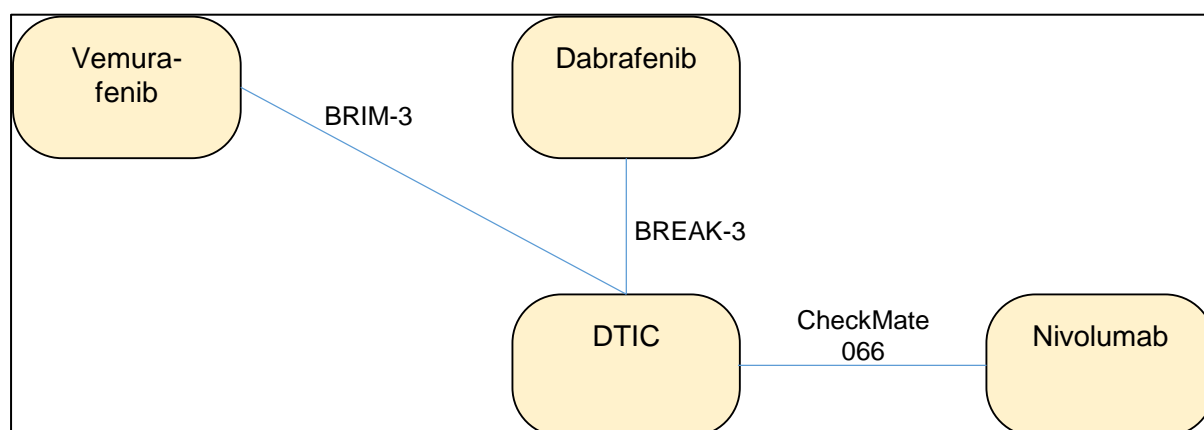 Vemura-
fenib
Dabrafenib
BRIM-3
BREAK-3
DTIC
CheckMate
066
Nivolumab